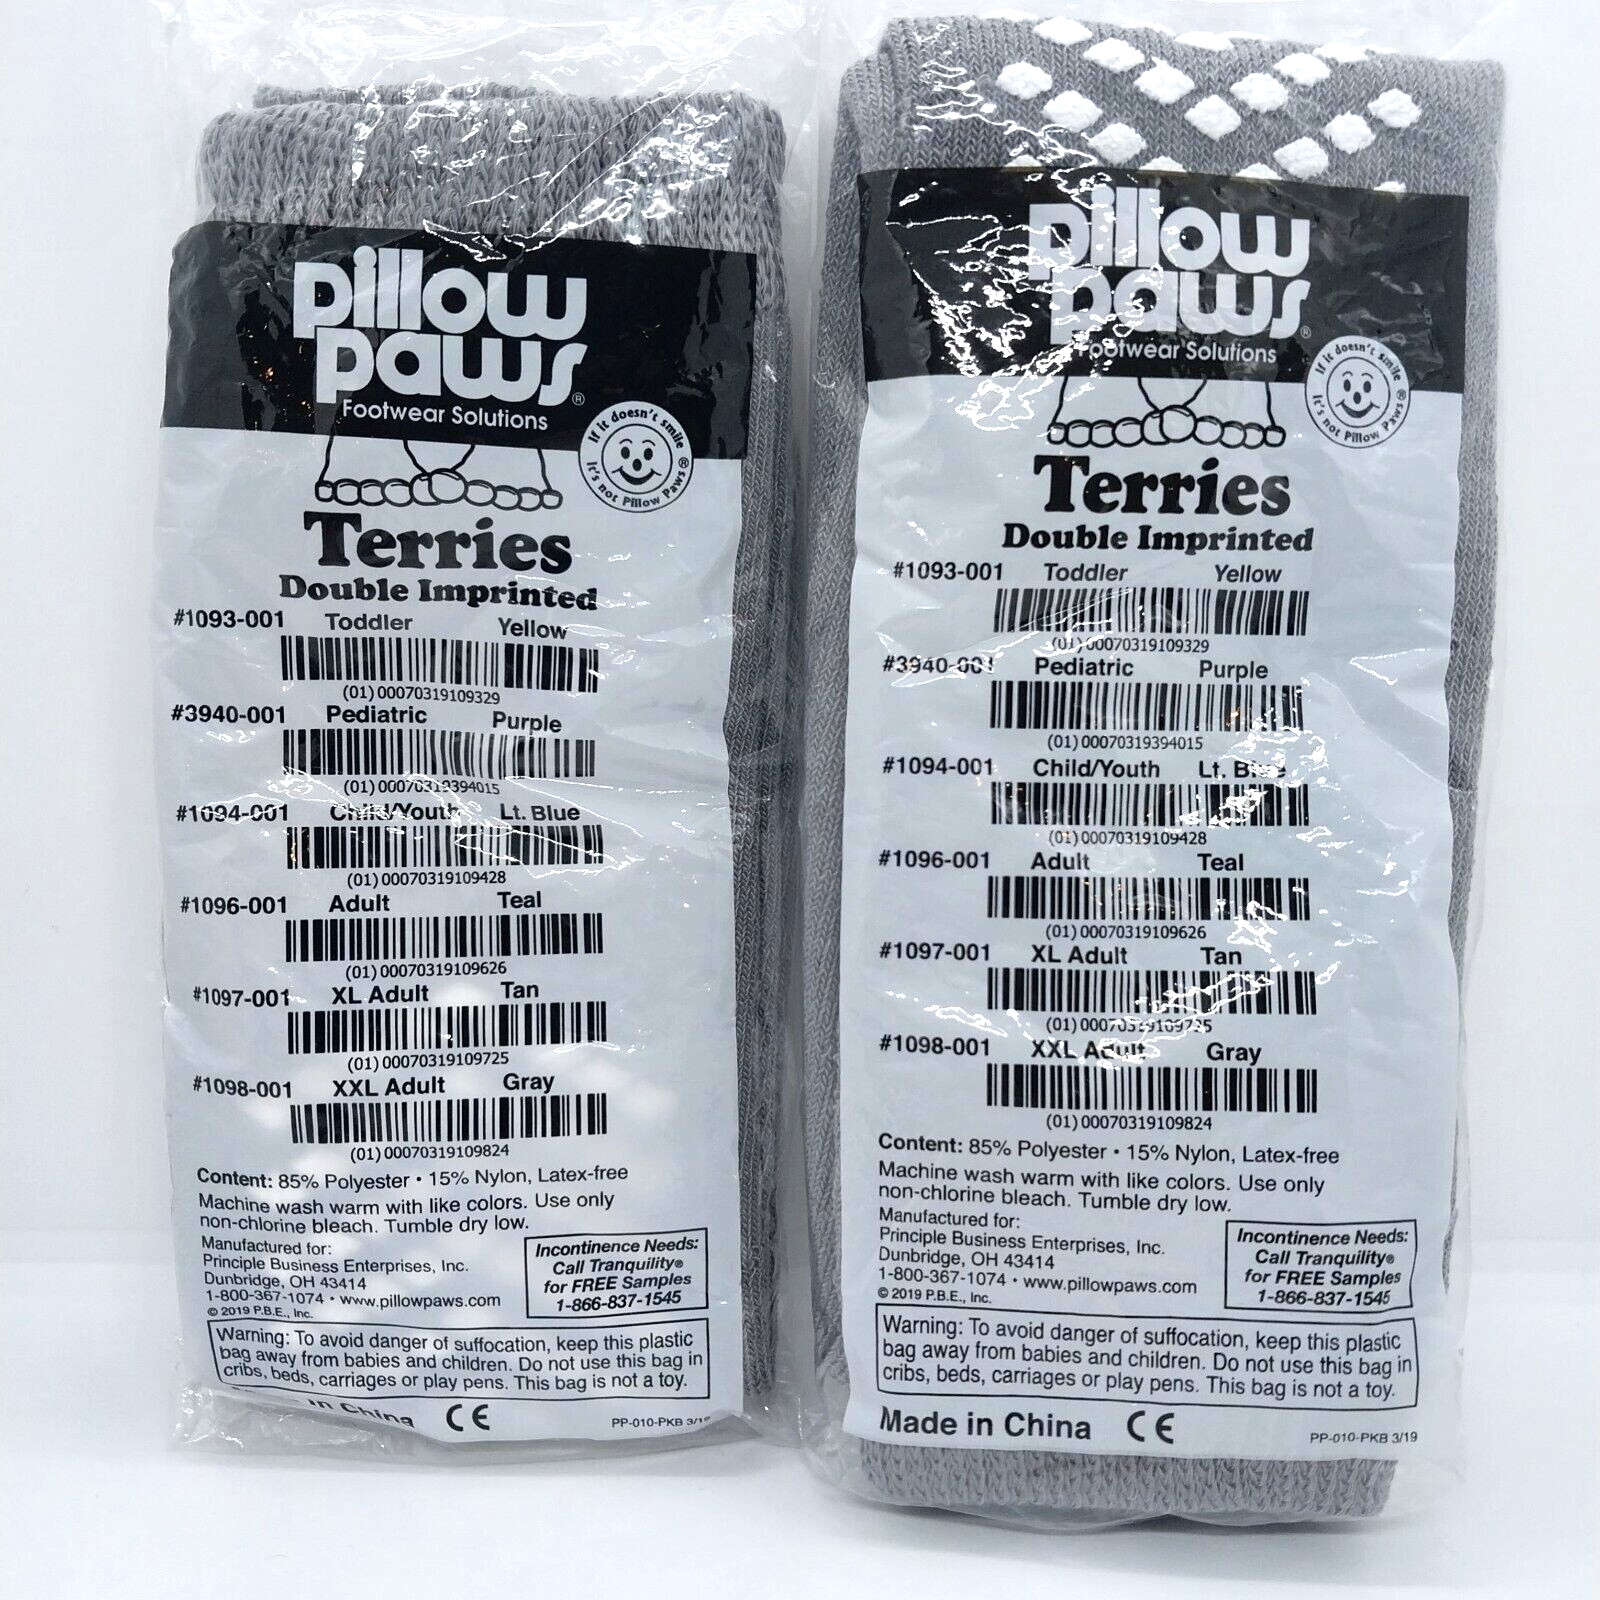 pillow
paws®
Footwear Solutions
If it doesn't smile
it's not Pillow Paws®
Terries
Double Imprinted
#1093-001 Toddler Yellow
(01) 00070319109329
#3940-001 Pediatric Purple
(01) 00070319394015
#1094-001 Child/Youth Lt. Blue
(01) 00070319109428
#1096-001 Adult Teal
(01) 00070319109626
#1097-001 XL Adult Tan
(01) 00070319109725
#1098-001 XXL Adult Gray
(01) 00070319109824
Content: 85% Polyester • 15% Nylon, Latex-free
Machine wash warm with like colors. Use only
non-chlorine bleach. Tumble dry low.
Manufactured for:
Principle Business Enterprises, Inc.
Dunbridge, OH 43414
1-800-367-1074 • www.pillowpaws.com
© 2019 P.B.E., Inc.
Incontinence Needs:
Call Tranquility®
for FREE Samples
1-866-837-1545
Warning: To avoid danger of suffocation, keep this plastic
bag away from babies and children. Do not use this bag in
cribs, beds, carriages or play pens. This bag is not a toy.
in China CE PP-010-PKB 3/19
pillow
paws®
Footwear Solutions
If it doesn't smile
it's not Pillow Paws®
Terries
Double Imprinted
#1093-001 Toddler Yellow
(01) 00070319109329
#3940-001 Pediatric Purple
(01) 00070319394015
#1094-001 Child/Youth Lt. Blue
(01) 00070319109428
#1096-001 Adult Teal
(01) 00070319109626
#1097-001 XL Adult Tan
(01) 00070319109725
#1098-001 XXL Adult Gray
(01) 00070319109824
Content: 85% Polyester • 15% Nylon, Latex-free
Machine wash warm with like colors. Use only
non-chlorine bleach. Tumble dry low.
Manufactured for:
Principle Business Enterprises, Inc.
Dunbridge, OH 43414
1-800-367-1074 • www.pillowpaws.com
© 2019 P.B.E., Inc.
Incontinence Needs:
Call Tranquility®
for FREE Samples
1-866-837-1545
Warning: To avoid danger of suffocation, keep this plastic
bag away from babies and children. Do not use this bag in
cribs, beds, carriages or play pens. This bag is not a toy.
Made in China CE PP-010-PKB 3/19